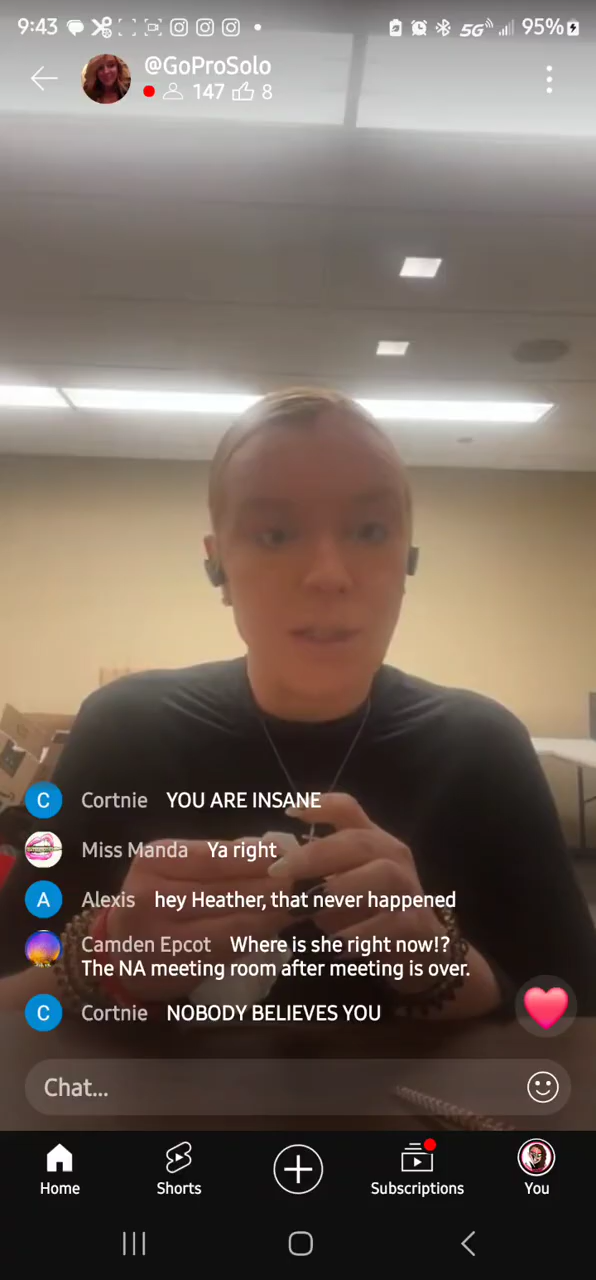 9:43 5G 95%
@GoProSolo
147 8
Cortnie YOU ARE INSANE
Miss Manda Ya right
Alexis hey Heather, that never happened
Camden Epcot Where is she right now!?
The NA meeting room after meeting is over.
Cortnie NOBODY BELIEVES YOU
Chat...
Home Shorts Subscriptions You